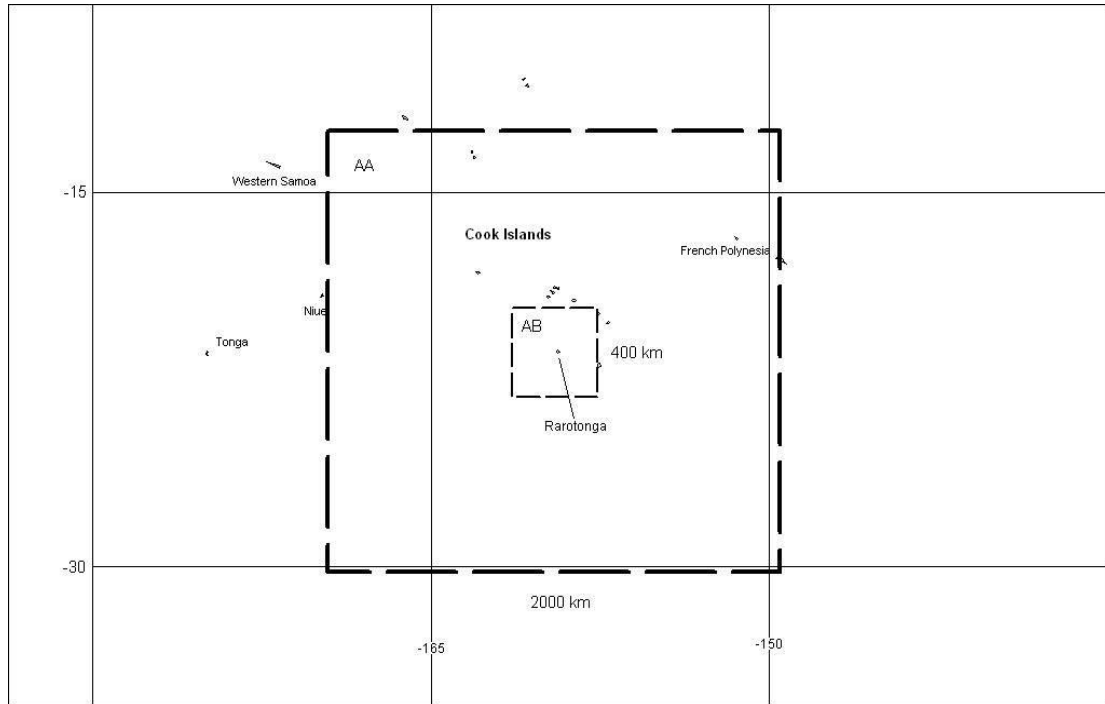 AA
Western Samoa
-15
Cook Islands
French Polynesia
Niue
AB
Tonga
400 km
Rarotonga
-30
2000 km
-165
-150